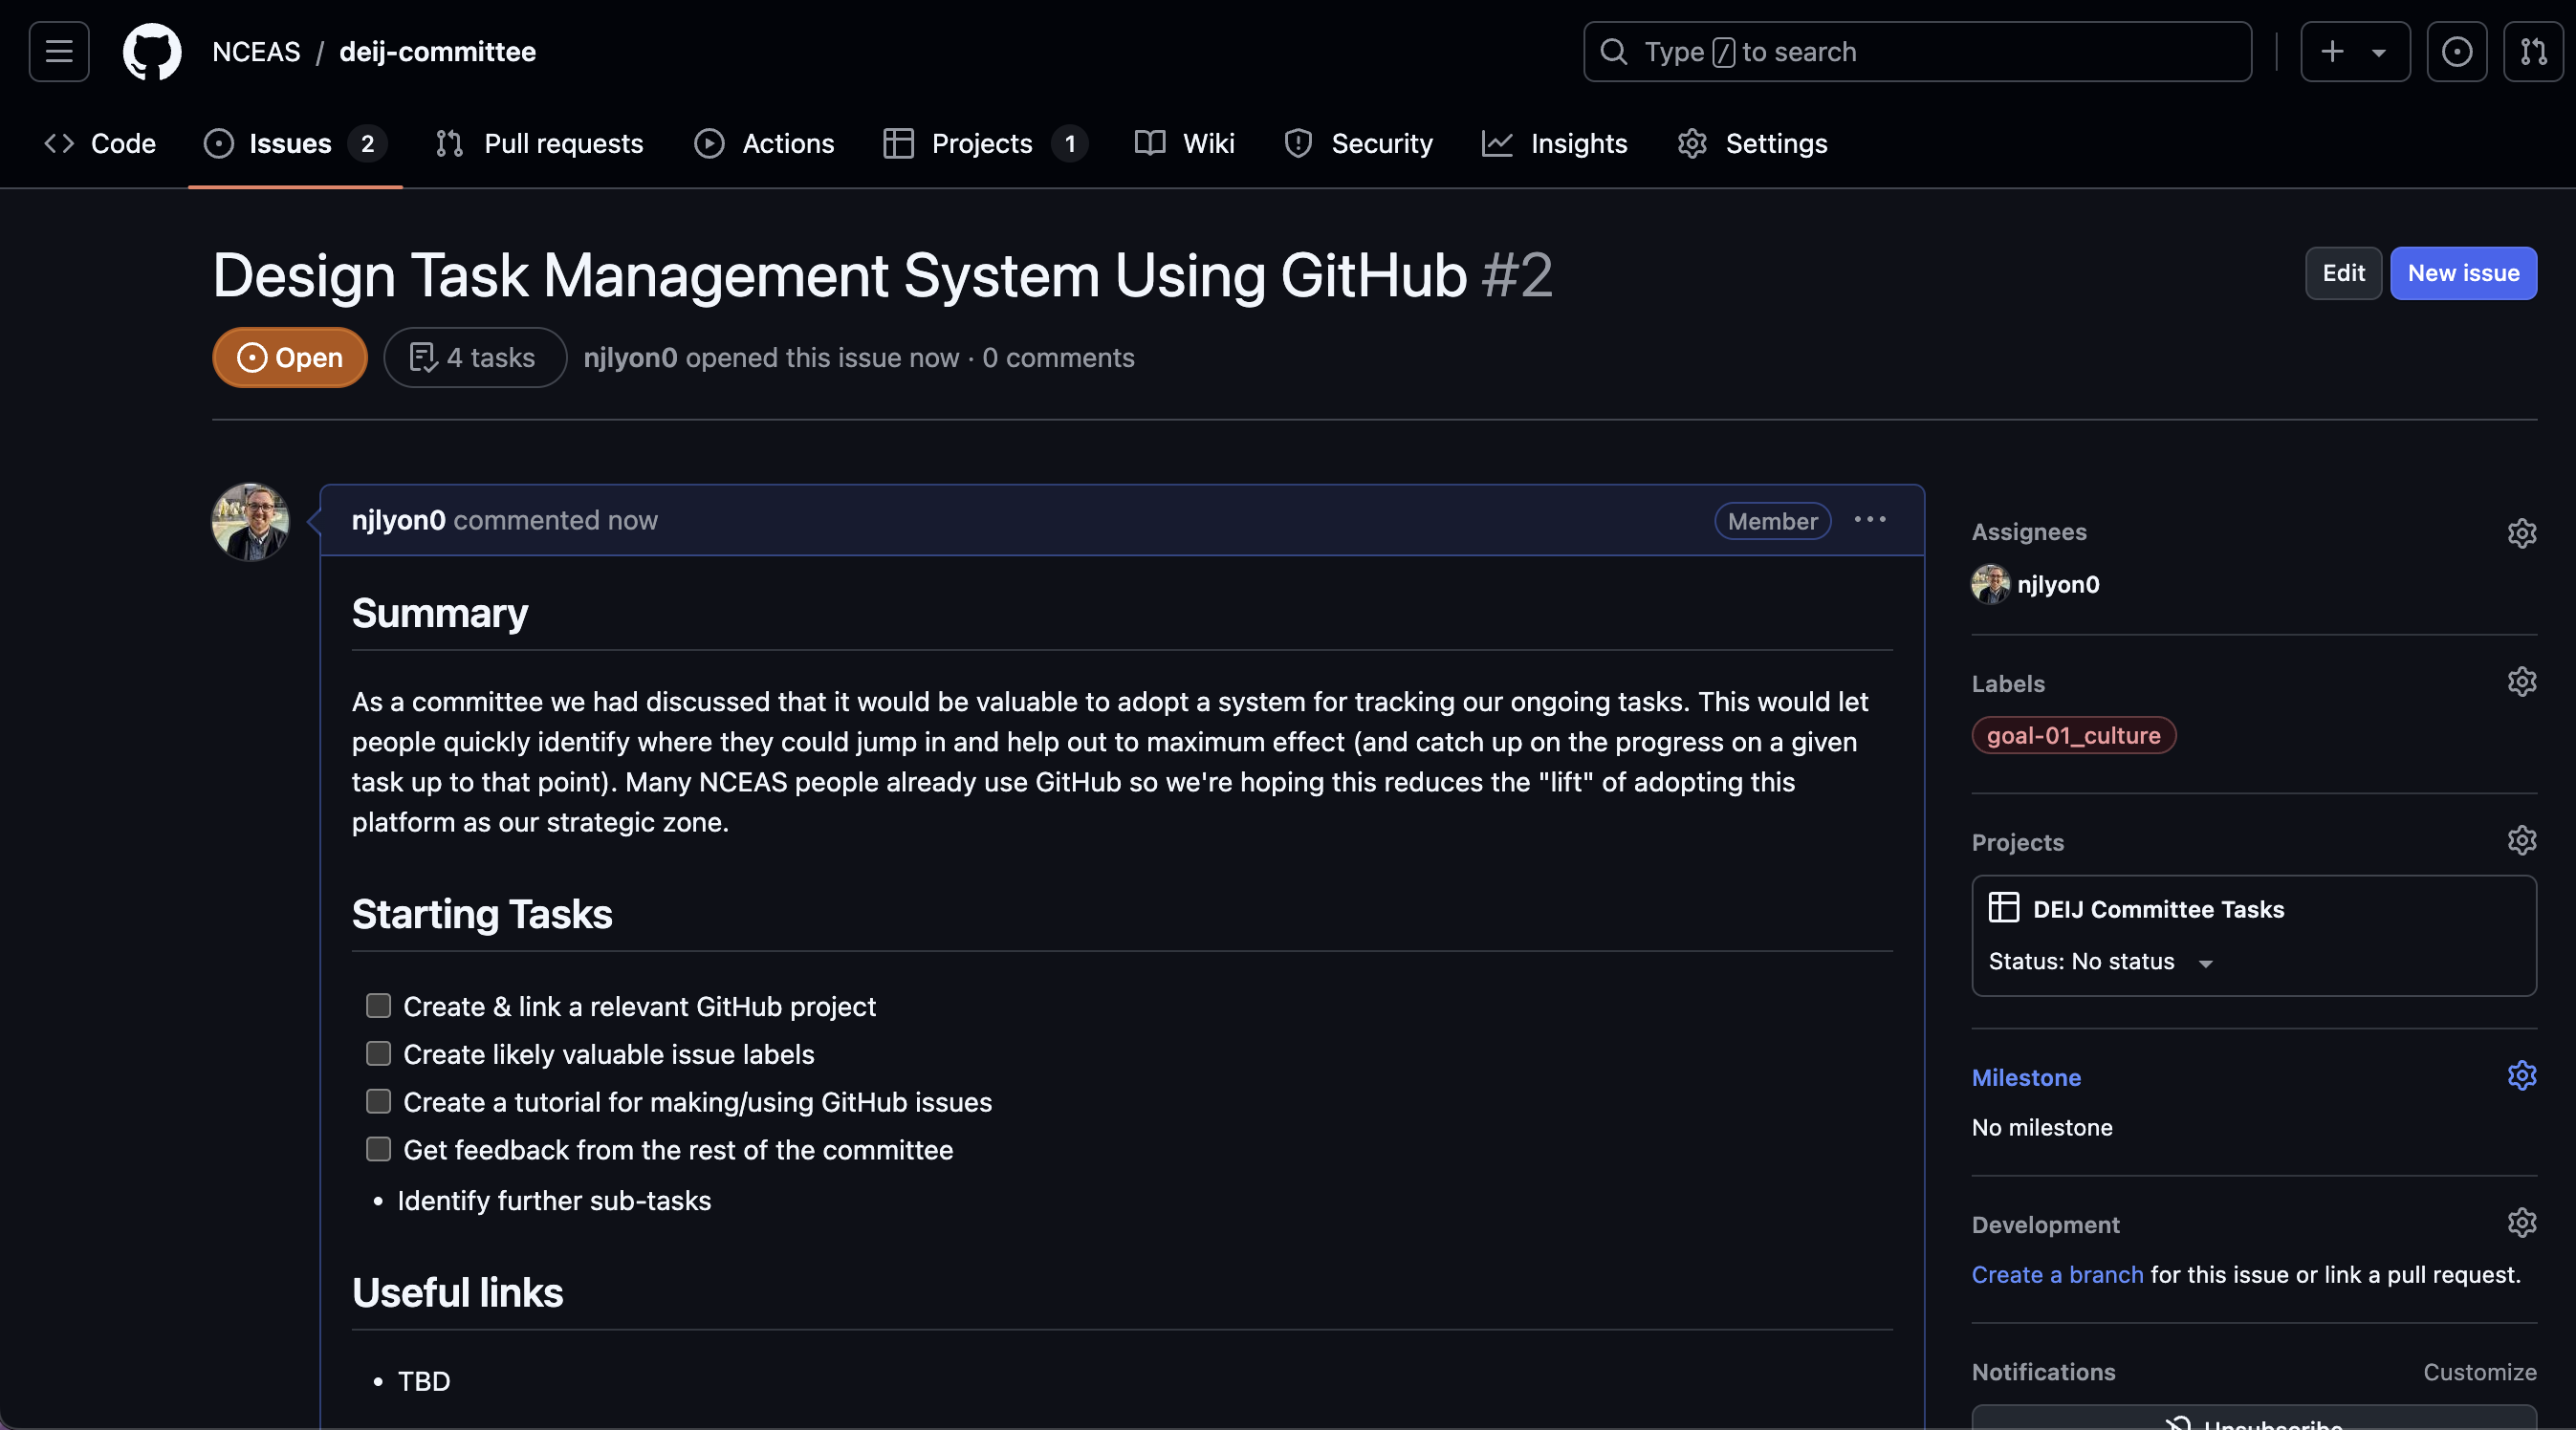 NCEAS / deij-committee
Type / to search
Code
Issues 2
Pull requests
Actions
Projects 1
Wiki
Security
Insights
Settings
Design Task Management System Using GitHub #2
Edit
New issue
Open
4 tasks
njlyon0 opened this issue now · 0 comments
njlyon0 commented now
Member
Summary
As a committee we had discussed that it would be valuable to adopt a system for tracking our ongoing tasks. This would let
people quickly identify where they could jump in and help out to maximum effect (and catch up on the progress on a given
task up to that point). Many NCEAS people already use GitHub so we're hoping this reduces the "lift" of adopting this
platform as our strategic zone.
Starting Tasks
Create & link a relevant GitHub project
Create likely valuable issue labels
Create a tutorial for making/using GitHub issues
Get feedback from the rest of the committee
• Identify further sub-tasks
Useful links
• TBD
Assignees
njlyon0
Labels
goal-01_culture
Projects
DEIJ Committee Tasks
Status: No status
Milestone
No milestone
Development
Create a branch for this issue or link a pull request.
Notifications
Customize
Unsubscribe